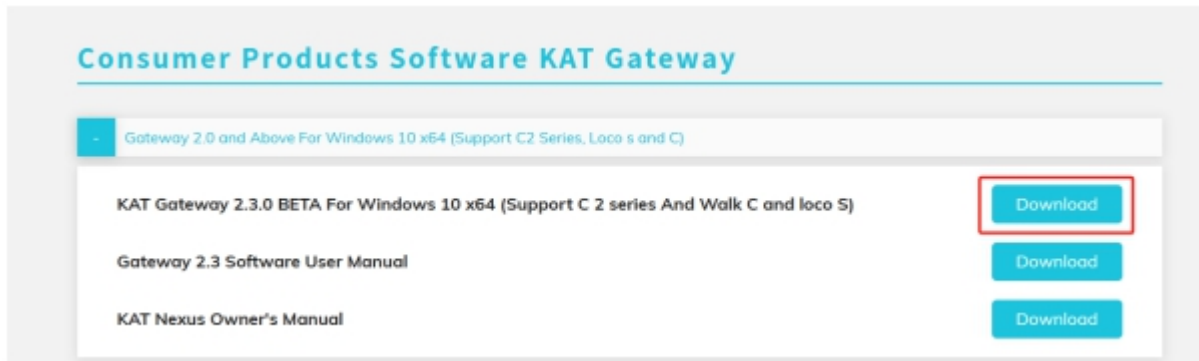 Consumer Products Software KAT Gateway
- Gateway 2.0 and Above For Windows 10 x64 (Support C2 Series, Loco s and C)
KAT Gateway 2.3.0 BETA For Windows 10 x64 (Support C 2 series And Walk C and loco S) Download
Gateway 2.3 Software User Manual Download
KAT Nexus Owner's Manual Download